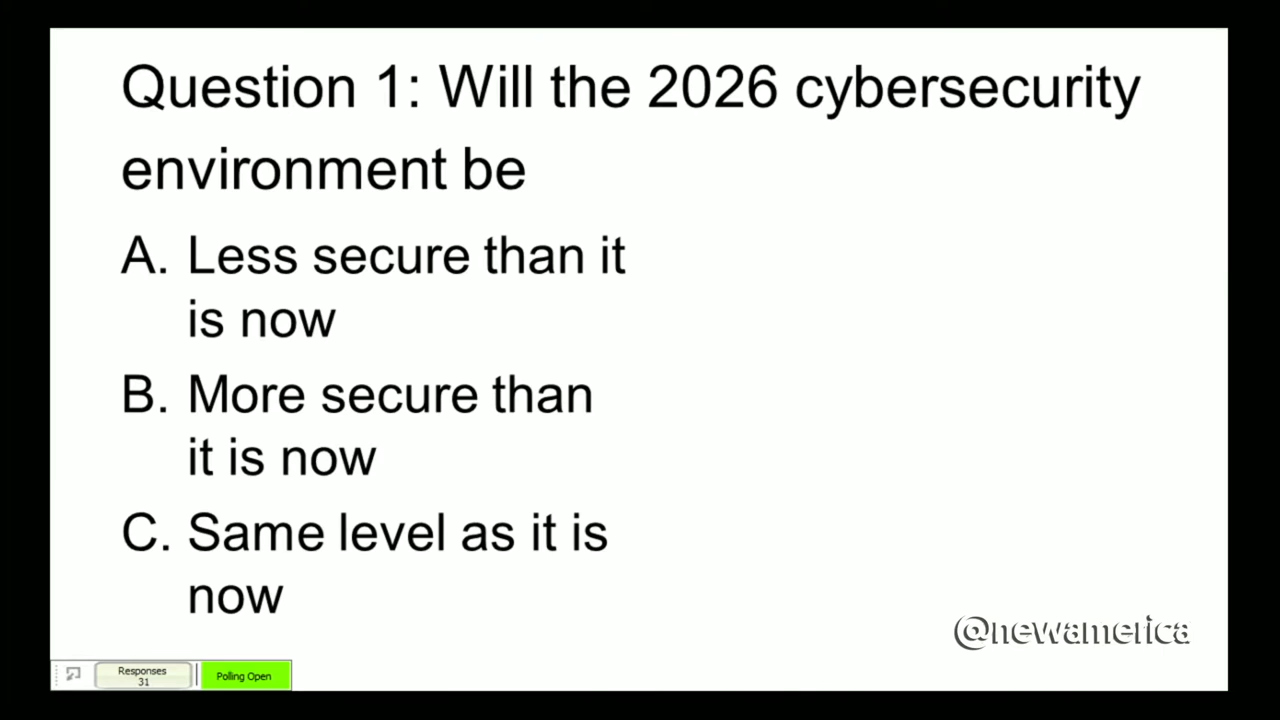 Question 1: Will the 2026 cybersecurity
environment be
A. Less secure than it
is now
B. More secure than
it is now
C. Same level as it is
now
@newamerica
Responses
31
Polling Open